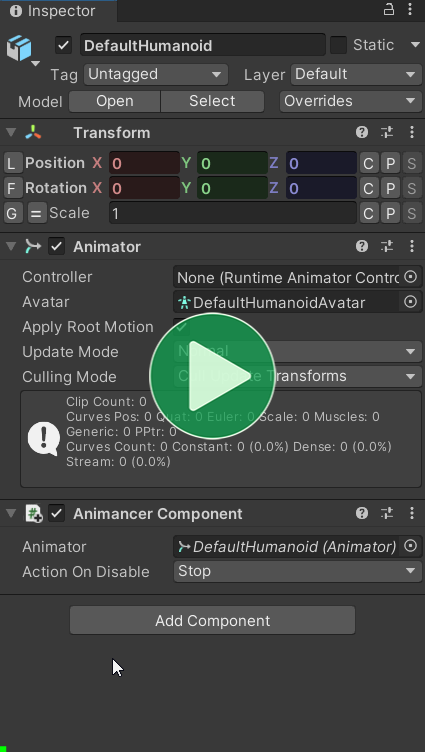 Inspector
DefaultHumanoid Static
Tag Untagged Layer Default
Model Open Select Overrides
Transform
L Position X 0 Y 0 Z 0 C P S
F Rotation X 0 Y 0 Z 0 C P S
G = Scale 1 C P S
Animator
Controller None (Runtime Animator Contro
Avatar DefaultHumanoidAvatar
Apply Root Motion
Update Mode
Culling Mode Transforms
Clip Count: 0
Curves Pos: 0 Quat: 0 Euler: 0 Scale: 0 Muscles: 0
Generic: 0 PPtr: 0
Curves Count: 0 Constant: 0 (0.0%) Dense: 0 (0.0%)
Stream: 0 (0.0%)
Animancer Component
Animator DefaultHumanoid (Animator)
Action On Disable Stop
Add Component